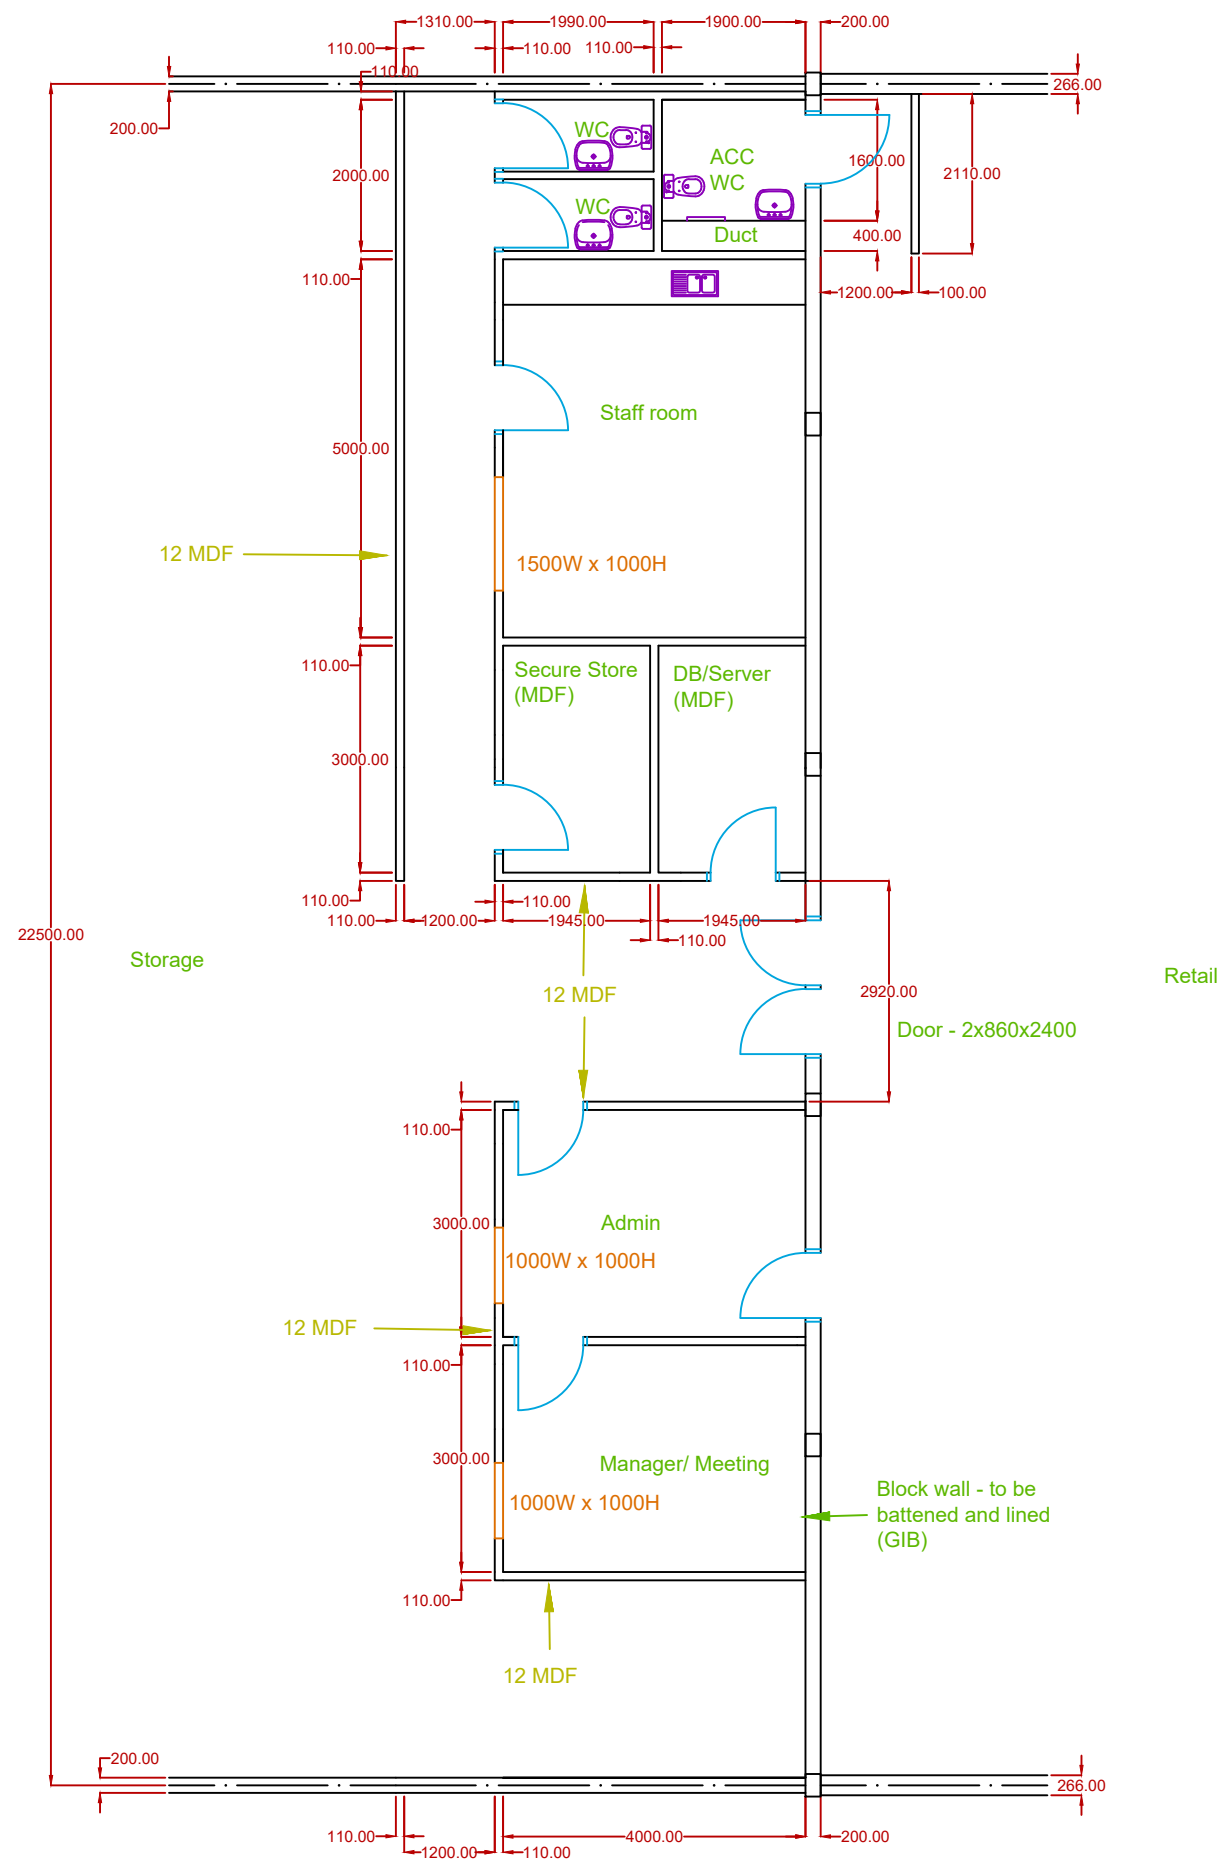 1310.00
1990.00
1900.00
200.00
110.00
110.00
110.00
110.00
266.00
200.00
WC
ACC
WC
1600.00
2000.00
2110.00
WC
Duct
400.00
110.00
1200.00
100.00
Staff room
5000.00
12 MDF
1500W x 1000H
110.00
Secure Store
(MDF)
DB/Server
(MDF)
3000.00
110.00
110.00
110.00
1200.00
1945.00
1945.00
110.00
22500.00
Storage
Retail
12 MDF
2920.00
Door - 2x860x2400
110.00
Admin
3000.00
1000W x 1000H
12 MDF
110.00
3000.00
Manager/ Meeting
1000W x 1000H
Block wall - to be
battened and lined
(GIB)
110.00
12 MDF
200.00
266.00
110.00
4000.00
200.00
1200.00
110.00